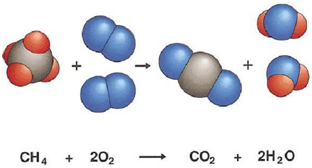 + → +
CH₄ + 2O₂ → CO₂ + 2H₂O